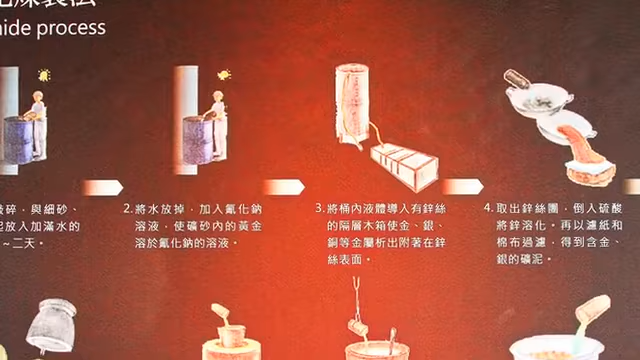 製法
ide process
碎,與細砂、
放入加滿水的
~二天。
2.將水放掉,加入氰化鈉
溶液,使礦砂內的黃金
溶於氰化鈉的溶液。
3.將桶內液體導入有鋅絲
的隔層木箱使金、銀、
銅等金屬析出附著在鋅
絲表面。
4.取出鋅絲團,倒入硫酸
將鋅溶化。再以濾紙和
棉布過濾,得到含金、
銀的礦泥。